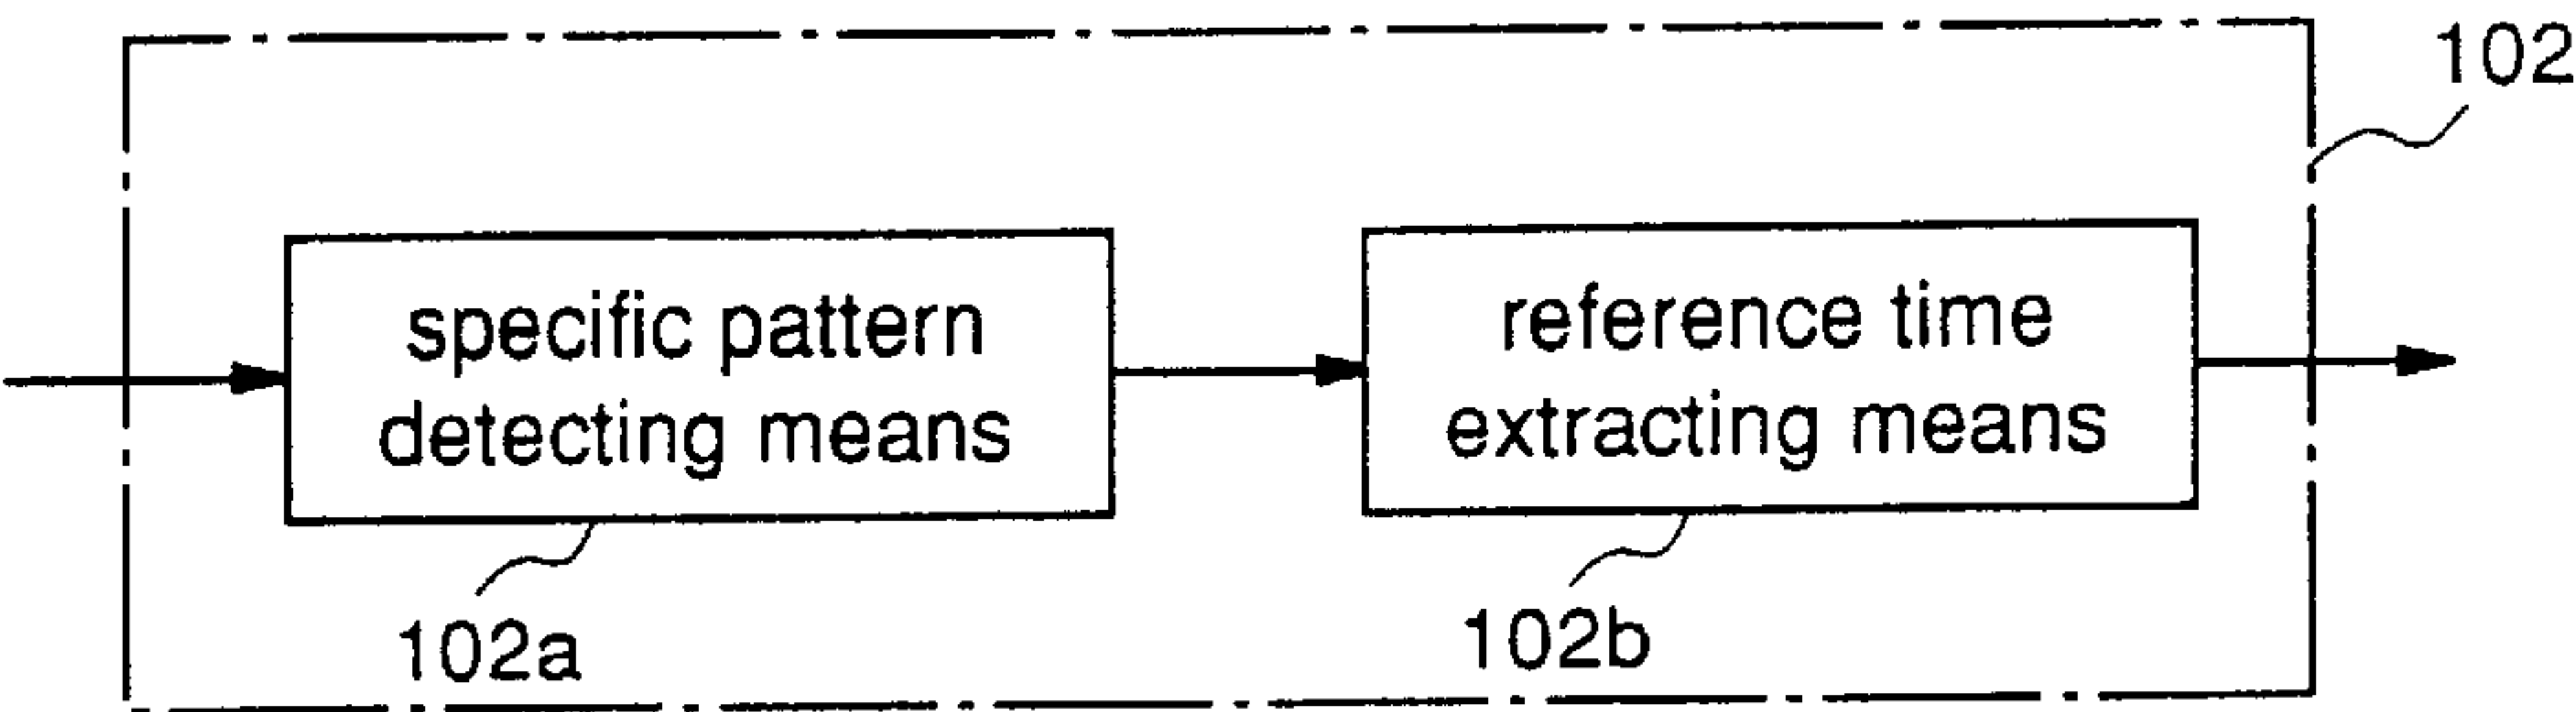 102
specific pattern
detecting means
reference time
extracting means
102a
102b